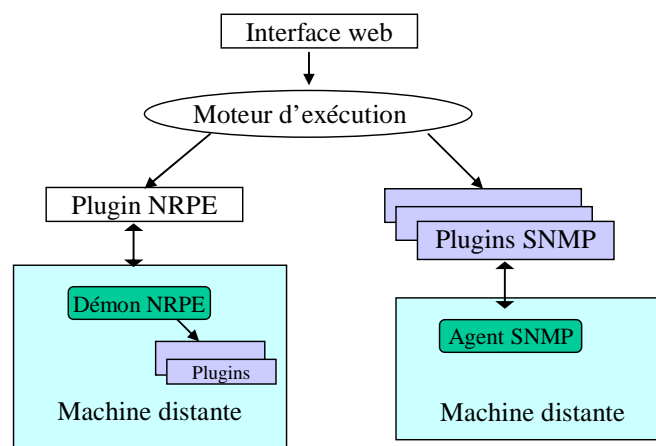 Interface web
Moteur d’exécution
Plugin NRPE
Plugins SNMP
Démon NRPE
Plugins
Machine distante
Agent SNMP
Machine distante